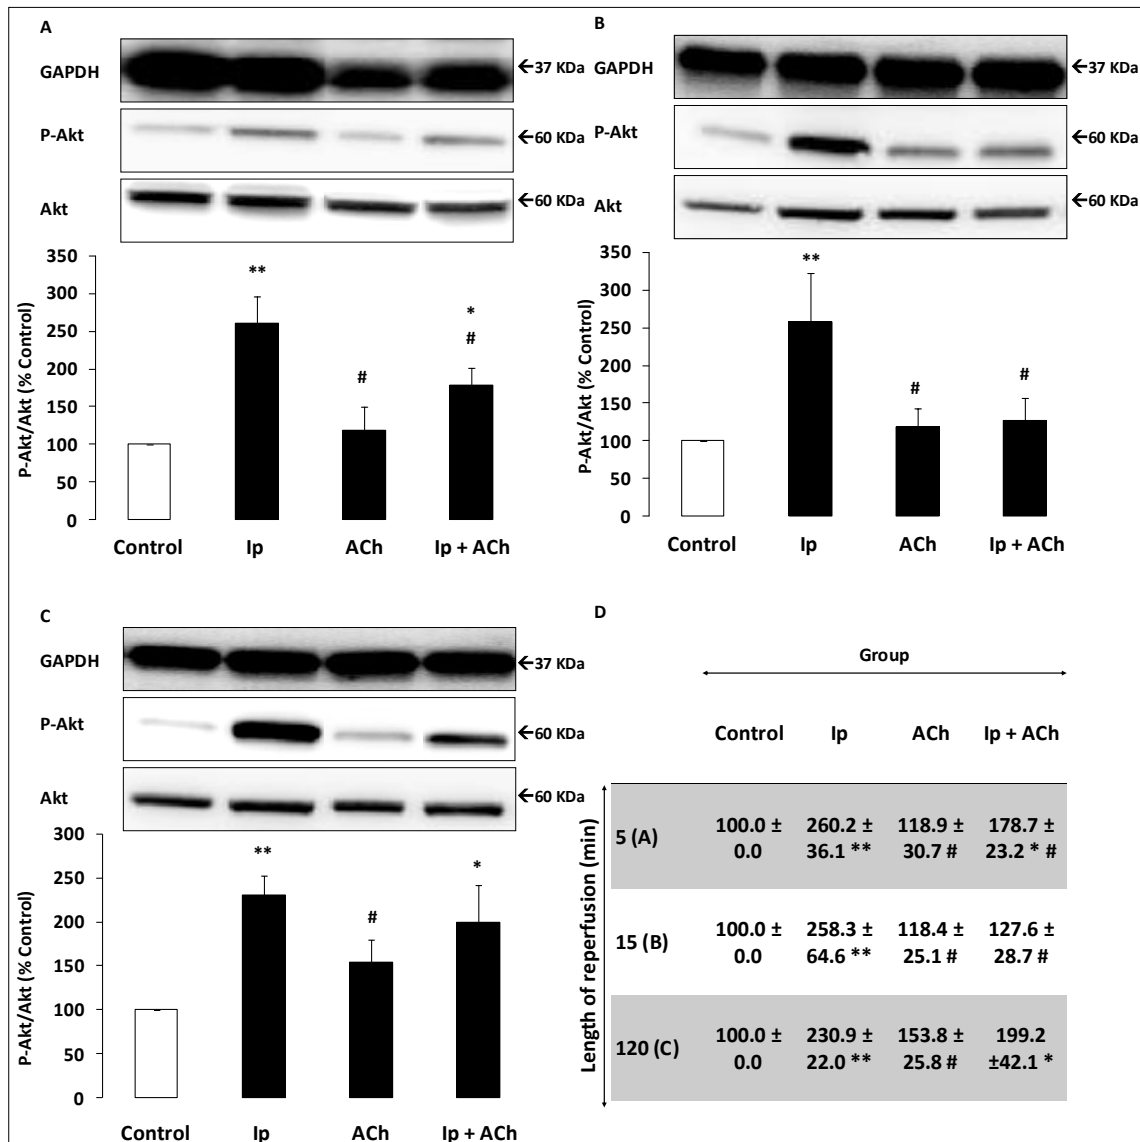 A
GAPDH
←37 KDa
P-Akt
←60 KDa
Akt
←60 KDa
P-Akt/Akt (% Control)
350
300
250
200
150
100
50
0
**
#
*
#
Control Ip ACh Ip + ACh
B
GAPDH
←37 KDa
P-Akt
←60 KDa
Akt
←60 KDa
P-Akt/Akt (% Control)
350
300
250
200
150
100
50
0
**
#
#
Control Ip ACh Ip + ACh
C
GAPDH
←37 KDa
P-Akt
←60 KDa
Akt
←60 KDa
P-Akt/Akt (% Control)
300
250
200
150
100
50
0
**
#
*
Control Ip ACh Ip + ACh
D
Group
Control Ip ACh Ip + ACh
Length of reperfusion (min)
5 (A)
100.0 ± 260.2 ± 118.9 ± 178.7 ±
0.0 36.1 ** 30.7 # 23.2 * #
15 (B)
100.0 ± 258.3 ± 118.4 ± 127.6 ±
0.0 64.6 ** 25.1 # 28.7 #
120 (C)
100.0 ± 230.9 ± 153.8 ± 199.2
0.0 22.0 ** 25.8 # ±42.1 *